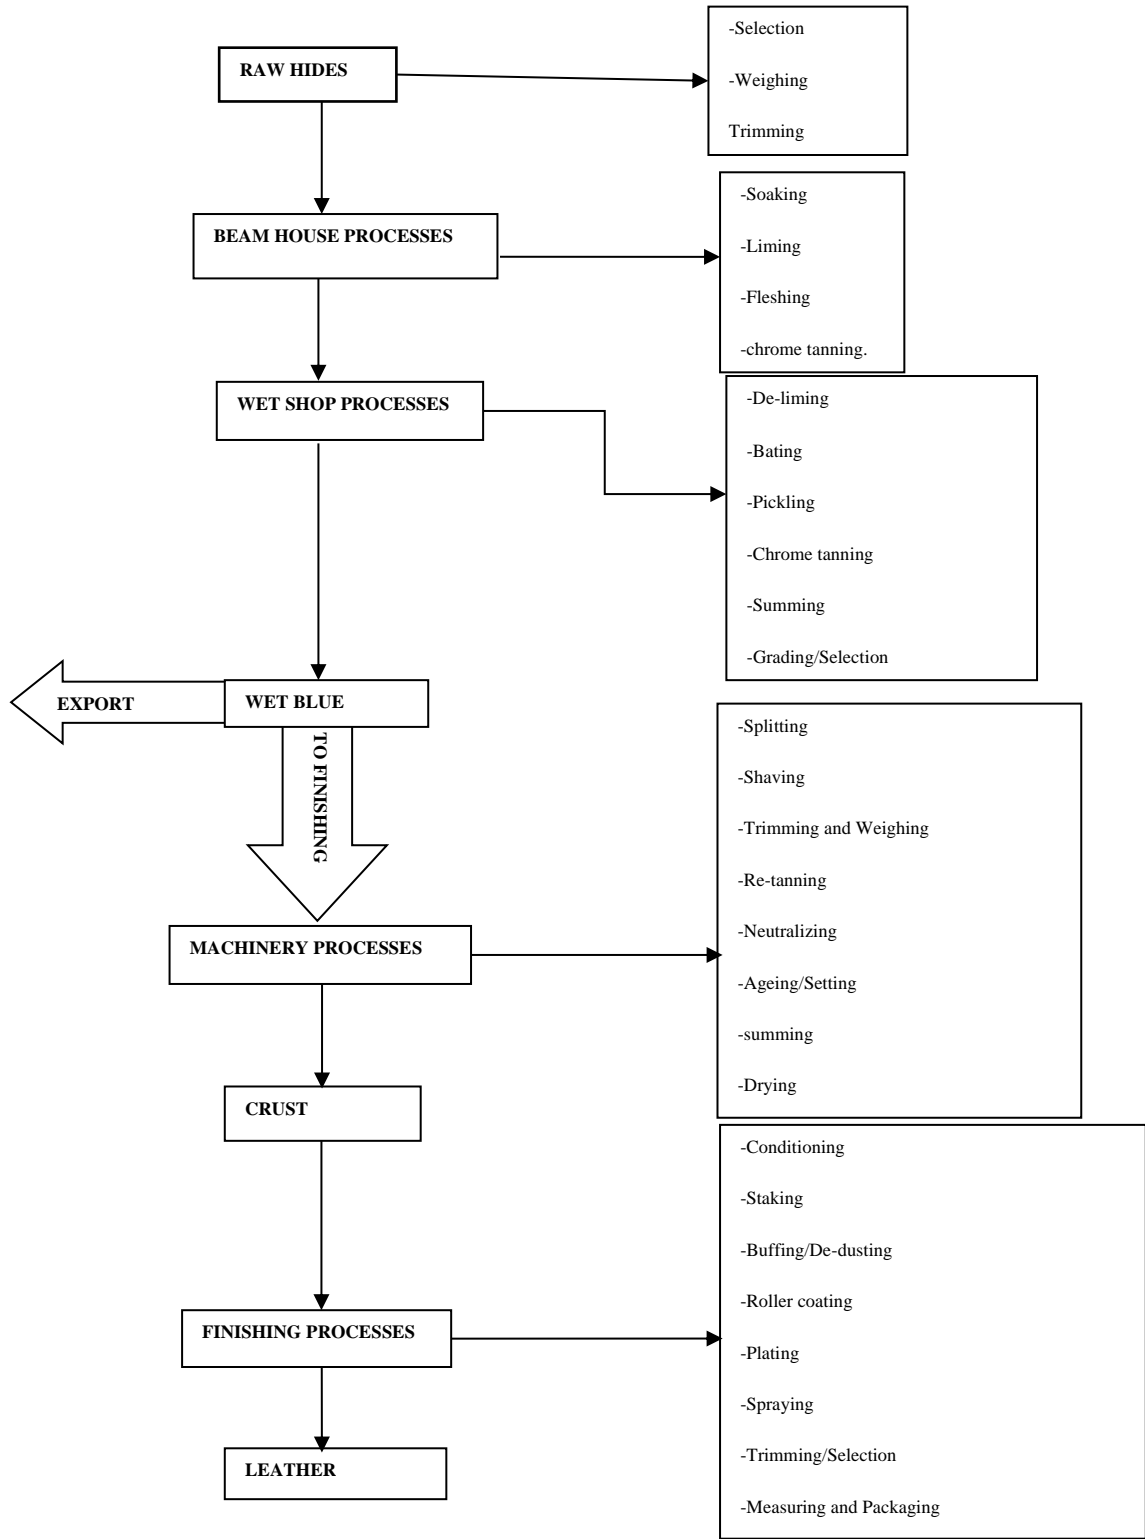 RAW HIDES
-Selection
-Weighing
Trimming
BEAM HOUSE PROCESSES
-Soaking
-Liming
-Fleshing
-chrome tanning.
WET SHOP PROCESSES
-De-liming
-Bating
-Pickling
-Chrome tanning
-Summing
-Grading/Selection
EXPORT
WET BLUE
TO FINISHING
MACHINERY PROCESSES
-Splitting
-Shaving
-Trimming and Weighing
-Re-tanning
-Neutralizing
-Ageing/Setting
-summing
-Drying
CRUST
FINISHING PROCESSES
-Conditioning
-Staking
-Buffing/De-dusting
-Roller coating
-Plating
-Spraying
-Trimming/Selection
-Measuring and Packaging
LEATHER